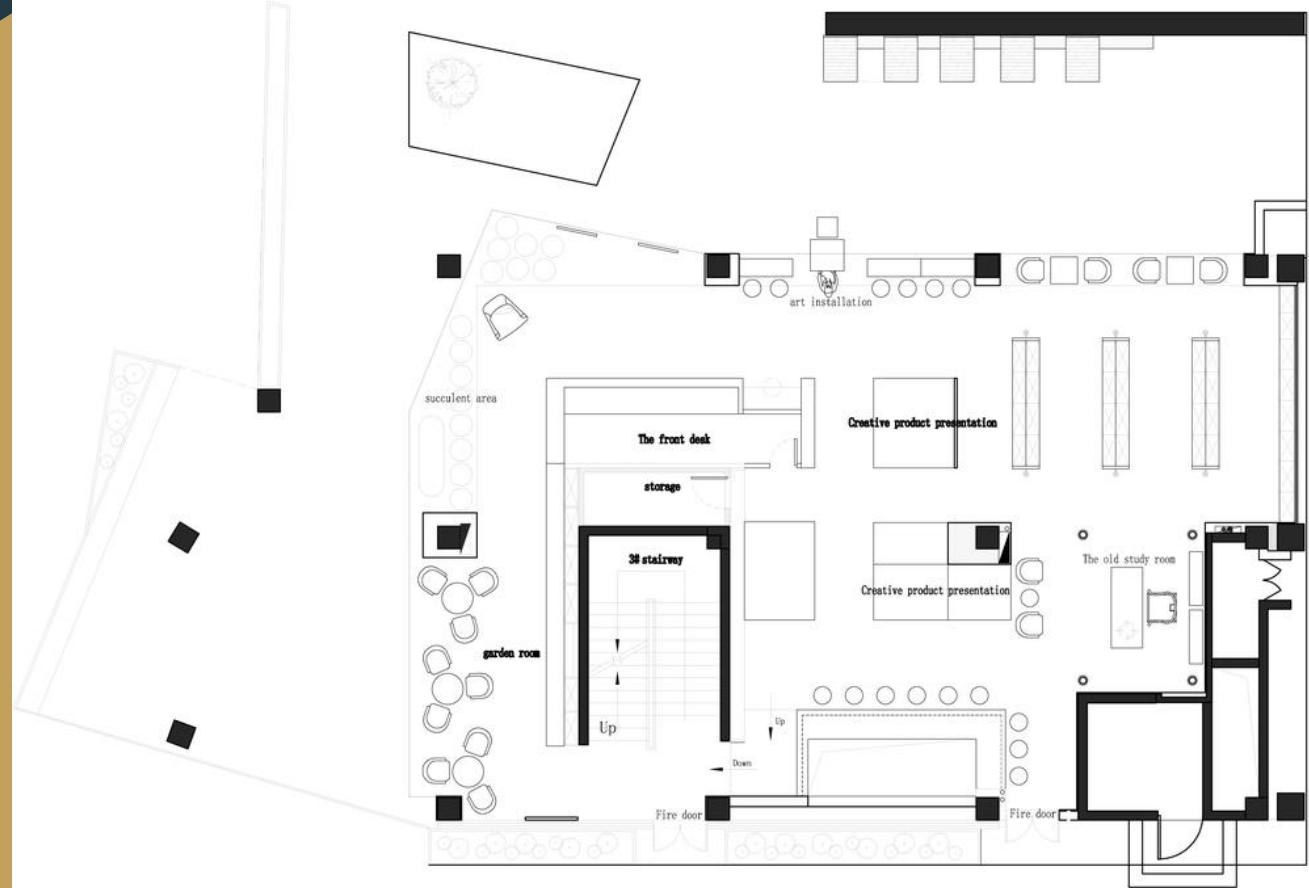 art installation
succulent area
Creative product presentation
The front desk
storage
3# stairway
The old study room
Creative product presentation
garden room
Up
Up
Down
Fire door
Fire door